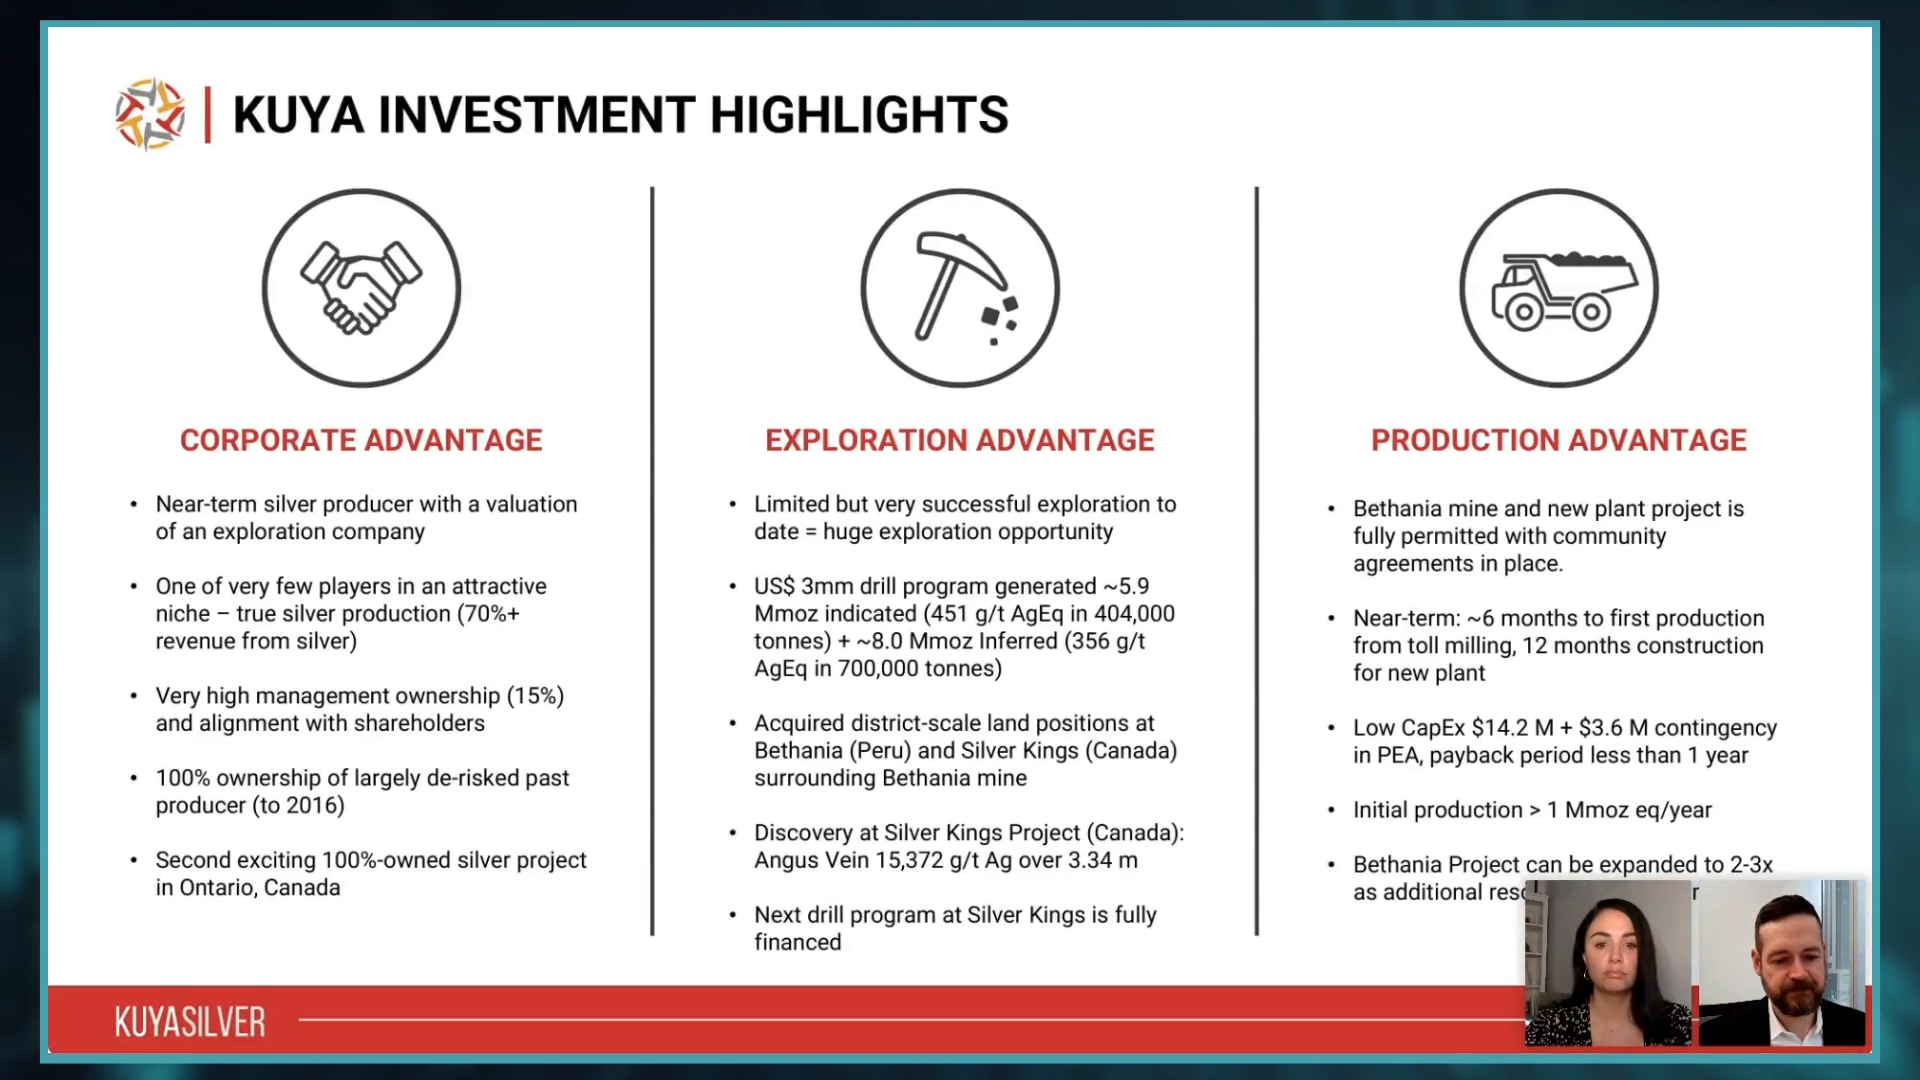 KUYA INVESTMENT HIGHLIGHTS
CORPORATE ADVANTAGE
• Near-term silver producer with a valuation
of an exploration company
• One of very few players in an attractive
niche – true silver production (70%+
revenue from silver)
• Very high management ownership (15%)
and alignment with shareholders
• 100% ownership of largely de-risked past
producer (to 2016)
• Second exciting 100%-owned silver project
in Ontario, Canada
EXPLORATION ADVANTAGE
• Limited but very successful exploration to
date = huge exploration opportunity
• US$ 3mm drill program generated ~5.9
Mmoz indicated (451 g/t AgEq in 404,000
tonnes) + ~8.0 Mmoz Inferred (356 g/t
AgEq in 700,000 tonnes)
• Acquired district-scale land positions at
Bethania (Peru) and Silver Kings (Canada)
surrounding Bethania mine
• Discovery at Silver Kings Project (Canada):
Angus Vein 15,372 g/t Ag over 3.34 m
• Next drill program at Silver Kings is fully
financed
PRODUCTION ADVANTAGE
• Bethania mine and new plant project is
fully permitted with community
agreements in place.
• Near-term: ~6 months to first production
from toll milling, 12 months construction
for new plant
• Low CapEx $14.2 M + $3.6 M contingency
in PEA, payback period less than 1 year
• Initial production > 1 Mmoz eq/year
• Bethania Project can be expanded to 2-3x
as additional
KUYASILVER